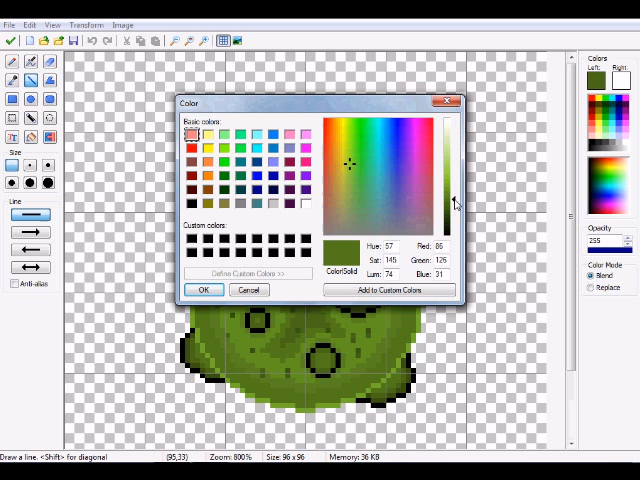 File Edit View Transform Image
Colors
Left: Right:
Color
Basic colors:
Custom colors:
Define Custom Colors >>
OK Cancel
Color|Solid
Hue: 57 Red: 86
Sat: 145 Green: 126
Lum: 74 Blue: 31
Add to Custom Colors
Size
Line
Anti-alias
Opacity
255
Color Mode
Blend
Replace
Draw a line. <Shift> for diagonal (95,33) Zoom: 800% Size: 96 x 96 Memory: 36 KB